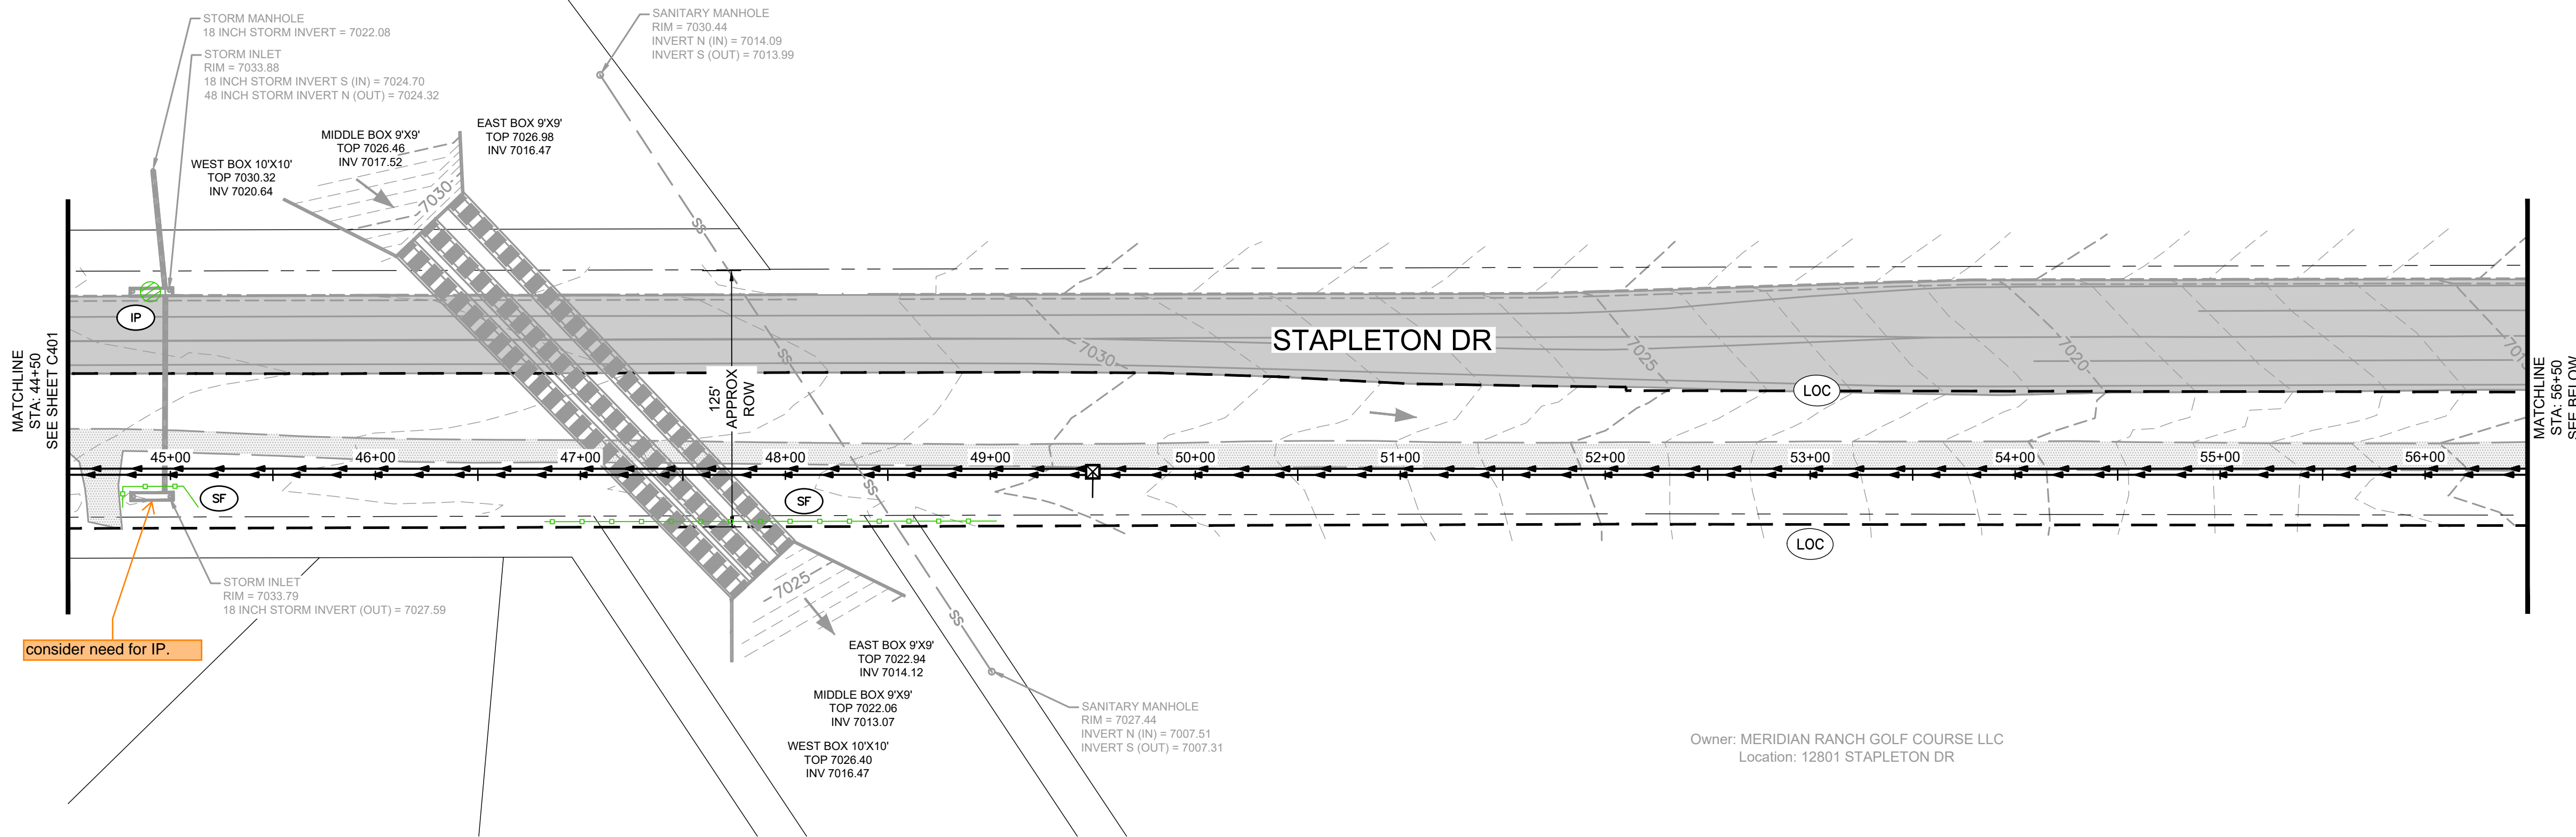 STORM MANHOLE
18 INCH STORM INVERT = 7022.08
STORM INLET
RIM = 7033.88
18 INCH STORM INVERT S (IN) = 7024.70
48 INCH STORM INVERT N (OUT) = 7024.32
SANITARY MANHOLE
RIM = 7030.44
INVERT N (IN) = 7014.09
INVERT S (OUT) = 7013.99
WEST BOX 10'X10'
TOP 7030.32
INV 7020.64
MIDDLE BOX 9'X9'
TOP 7026.46
INV 7017.52
EAST BOX 9'X9'
TOP 7026.98
INV 7016.47
7030
SS
IP
MATCHLINE
STA: 44+50
SEE SHEET C401
STAPLETON DR
7030
7025
7020
SS
125'
APPROX
ROW
LOC
MATCHLINE
STA: 56+50
SEE BELOW
45+00
46+00
47+00
48+00
49+00
50+00
51+00
52+00
53+00
54+00
55+00
56+00
SF
SF
SS
LOC
7025
SS
STORM INLET
RIM = 7033.79
18 INCH STORM INVERT (OUT) = 7027.59
consider need for IP.
EAST BOX 9'X9'
TOP 7022.94
INV 7014.12
MIDDLE BOX 9'X9'
TOP 7022.06
INV 7013.07
WEST BOX 10'X10'
TOP 7026.40
INV 7016.47
SANITARY MANHOLE
RIM = 7027.44
INVERT N (IN) = 7007.51
INVERT S (OUT) = 7007.31
Owner: MERIDIAN RANCH GOLF COURSE LLC
Location: 12801 STAPLETON DR